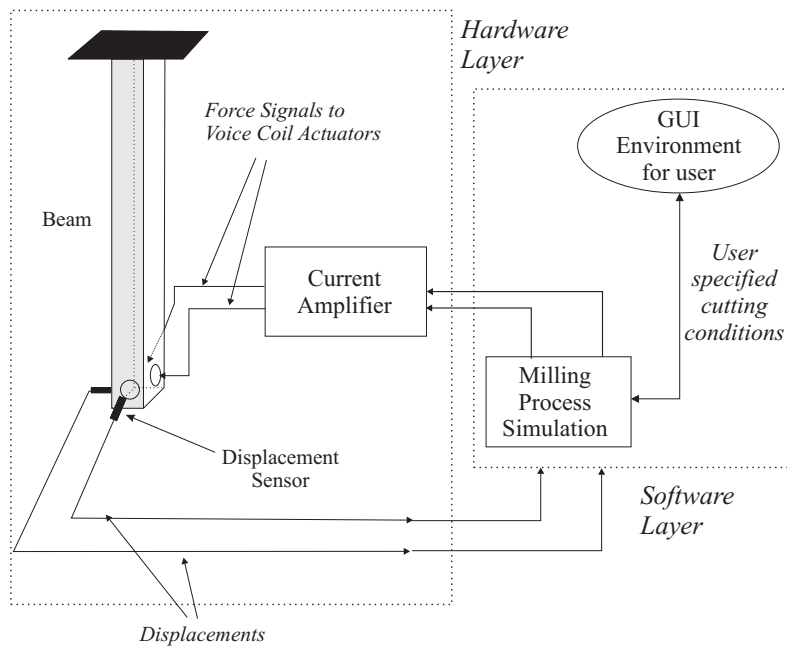 Hardware
Layer
Force Signals to
Voice Coil Actuators
GUI
Environment
for user
Beam
Current
Amplifier
User
specified
cutting
conditions
Milling
Process
Simulation
Displacement
Sensor
Software
Layer
Displacements